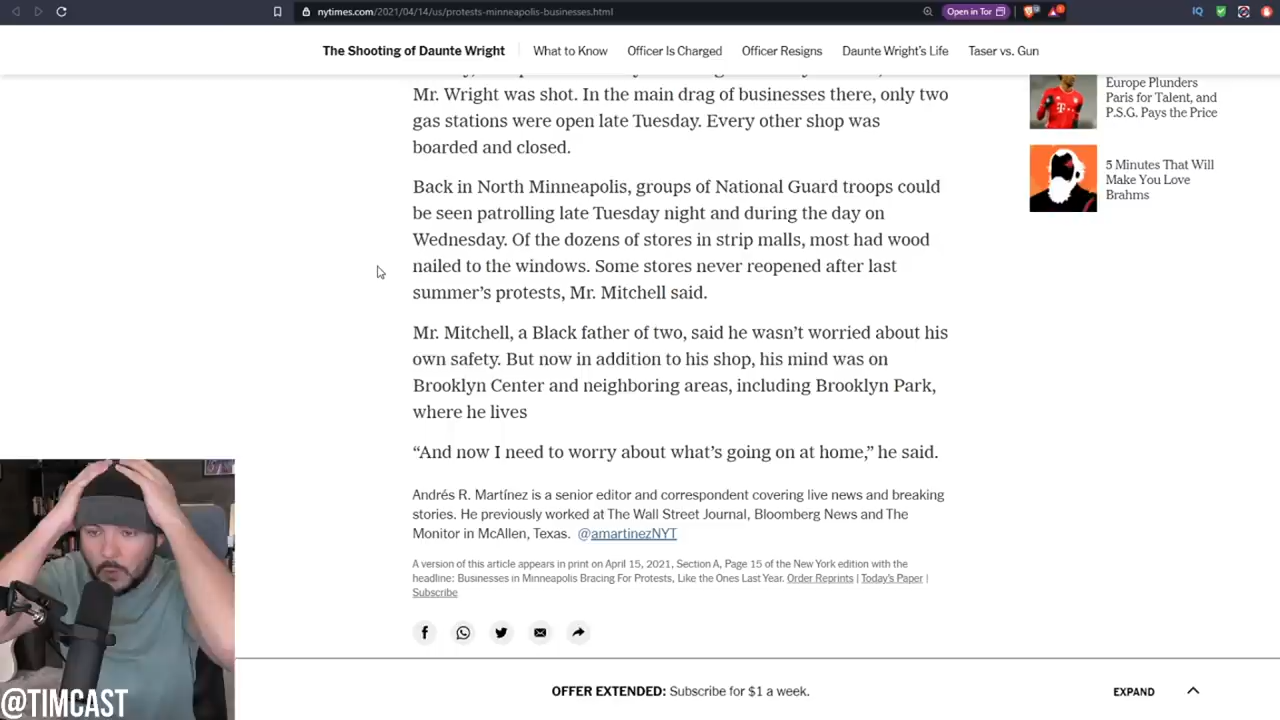 nytimes.com/2021/04/14/us/protests-minneapolis-businesses.html
Open in Tor
IQ
The Shooting of Daunte Wright
What to Know
Officer Is Charged
Officer Resigns
Daunte Wright's Life
Taser vs. Gun
Mr. Wright was shot. In the main drag of businesses there, only two
gas stations were open late Tuesday. Every other shop was
boarded and closed.
Back in North Minneapolis, groups of National Guard troops could
be seen patrolling late Tuesday night and during the day on
Wednesday. Of the dozens of stores in strip malls, most had wood
nailed to the windows. Some stores never reopened after last
summer's protests, Mr. Mitchell said.
Mr. Mitchell, a Black father of two, said he wasn't worried about his
own safety. But now in addition to his shop, his mind was on
Brooklyn Center and neighboring areas, including Brooklyn Park,
where he lives
“And now I need to worry about what's going on at home,” he said.
Andrés R. Martínez is a senior editor and correspondent covering live news and breaking
stories. He previously worked at The Wall Street Journal, Bloomberg News and The
Monitor in McAllen, Texas. @amartinezNYT
A version of this article appears in print on April 15, 2021, Section A, Page 15 of the New York edition with the
headline: Businesses in Minneapolis Bracing For Protests, Like the Ones Last Year. Order Reprints | Today's Paper |
Subscribe
Europe Plunders
Paris for Talent, and
P.S.G. Pays the Price
5 Minutes That Will
Make You Love
Brahms
@TIMCAST
OFFER EXTENDED: Subscribe for $1 a week.
EXPAND